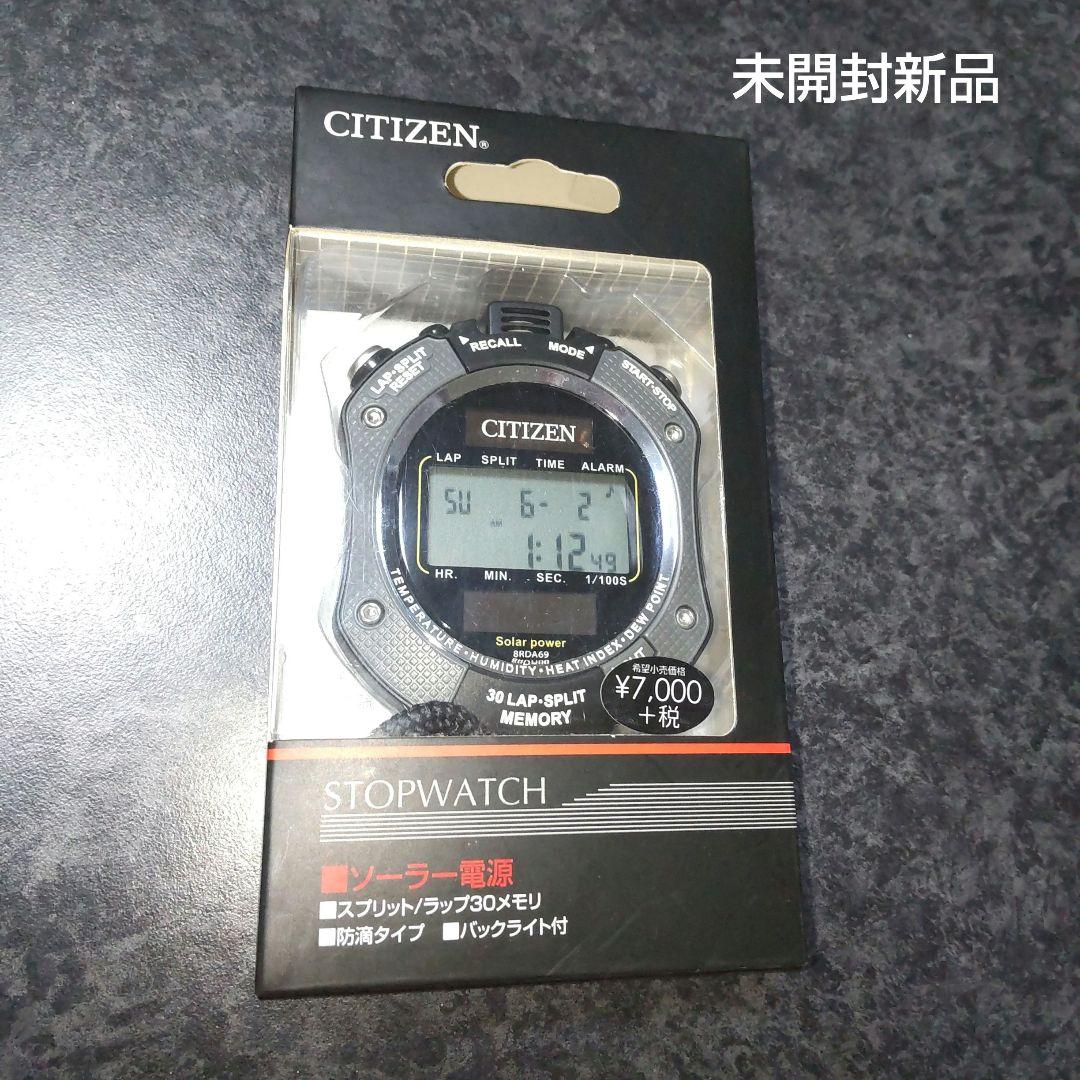 未開封新品
CITIZEN®
RECALL MODE
LAP•SPLIT
RESET
START•STOP
CITIZEN
LAP SPLIT TIME ALARM
SU 6- 2
AM
1:12 49
HR. MIN. SEC. 1/100S
Solar power
8RDA69
TEMPERATURE•HUMIDITY•HEAT INDEX•DEW POINT
30 LAP•SPLIT
MEMORY
希望小売価格
¥7,000
+税
STOPWATCH
■ソーラー電源
■スプリット/ラップ30メモリ
■防滴タイプ ■バックライト付